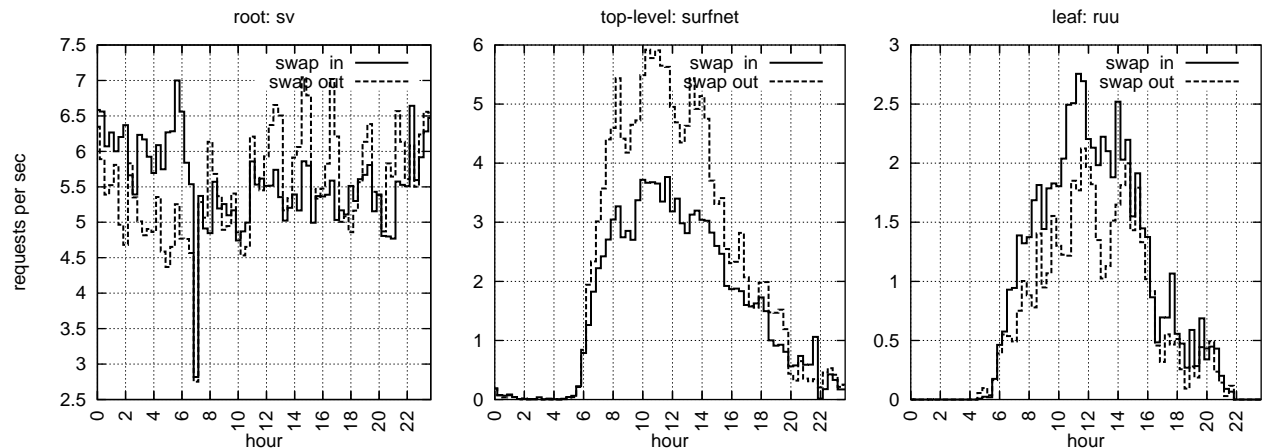 root: sv
7.5
7
6.5
6
5.5
5
4.5
4
3.5
3
2.5
requests per sec
swap in
swap out
0 2 4 6 8 10 12 14 16 18 20 22
hour
top-level: surfnet
6
5
4
3
2
1
0
swap in
swap out
0 2 4 6 8 10 12 14 16 18 20 22
hour
leaf: ruu
3
2.5
2
1.5
1
0.5
0
swap in
swap out
0 2 4 6 8 10 12 14 16 18 20 22
hour